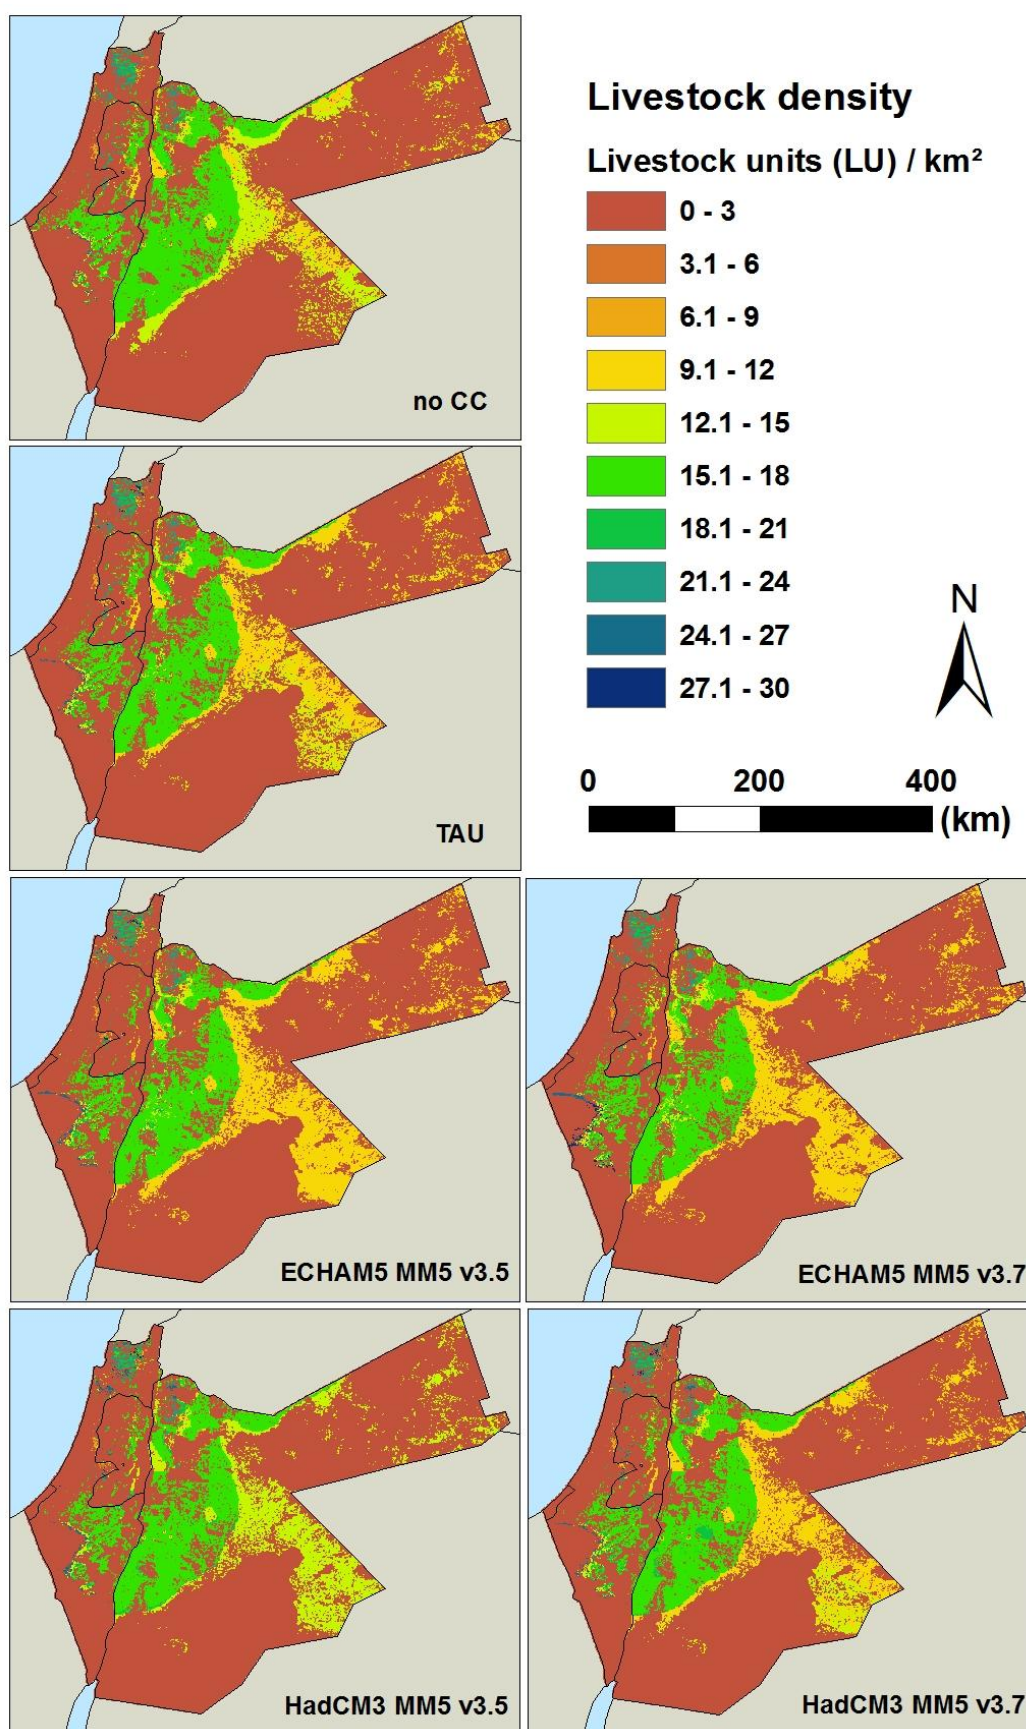 Livestock density
Livestock units (LU) / km²
0 - 3
3.1 - 6
6.1 - 9
9.1 - 12
12.1 - 15
15.1 - 18
18.1 - 21
21.1 - 24
24.1 - 27
27.1 - 30
N
0 200 400
(km)
no CC
TAU
ECHAM5 MM5 v3.5
ECHAM5 MM5 v3.7
HadCM3 MM5 v3.5
HadCM3 MM5 v3.7